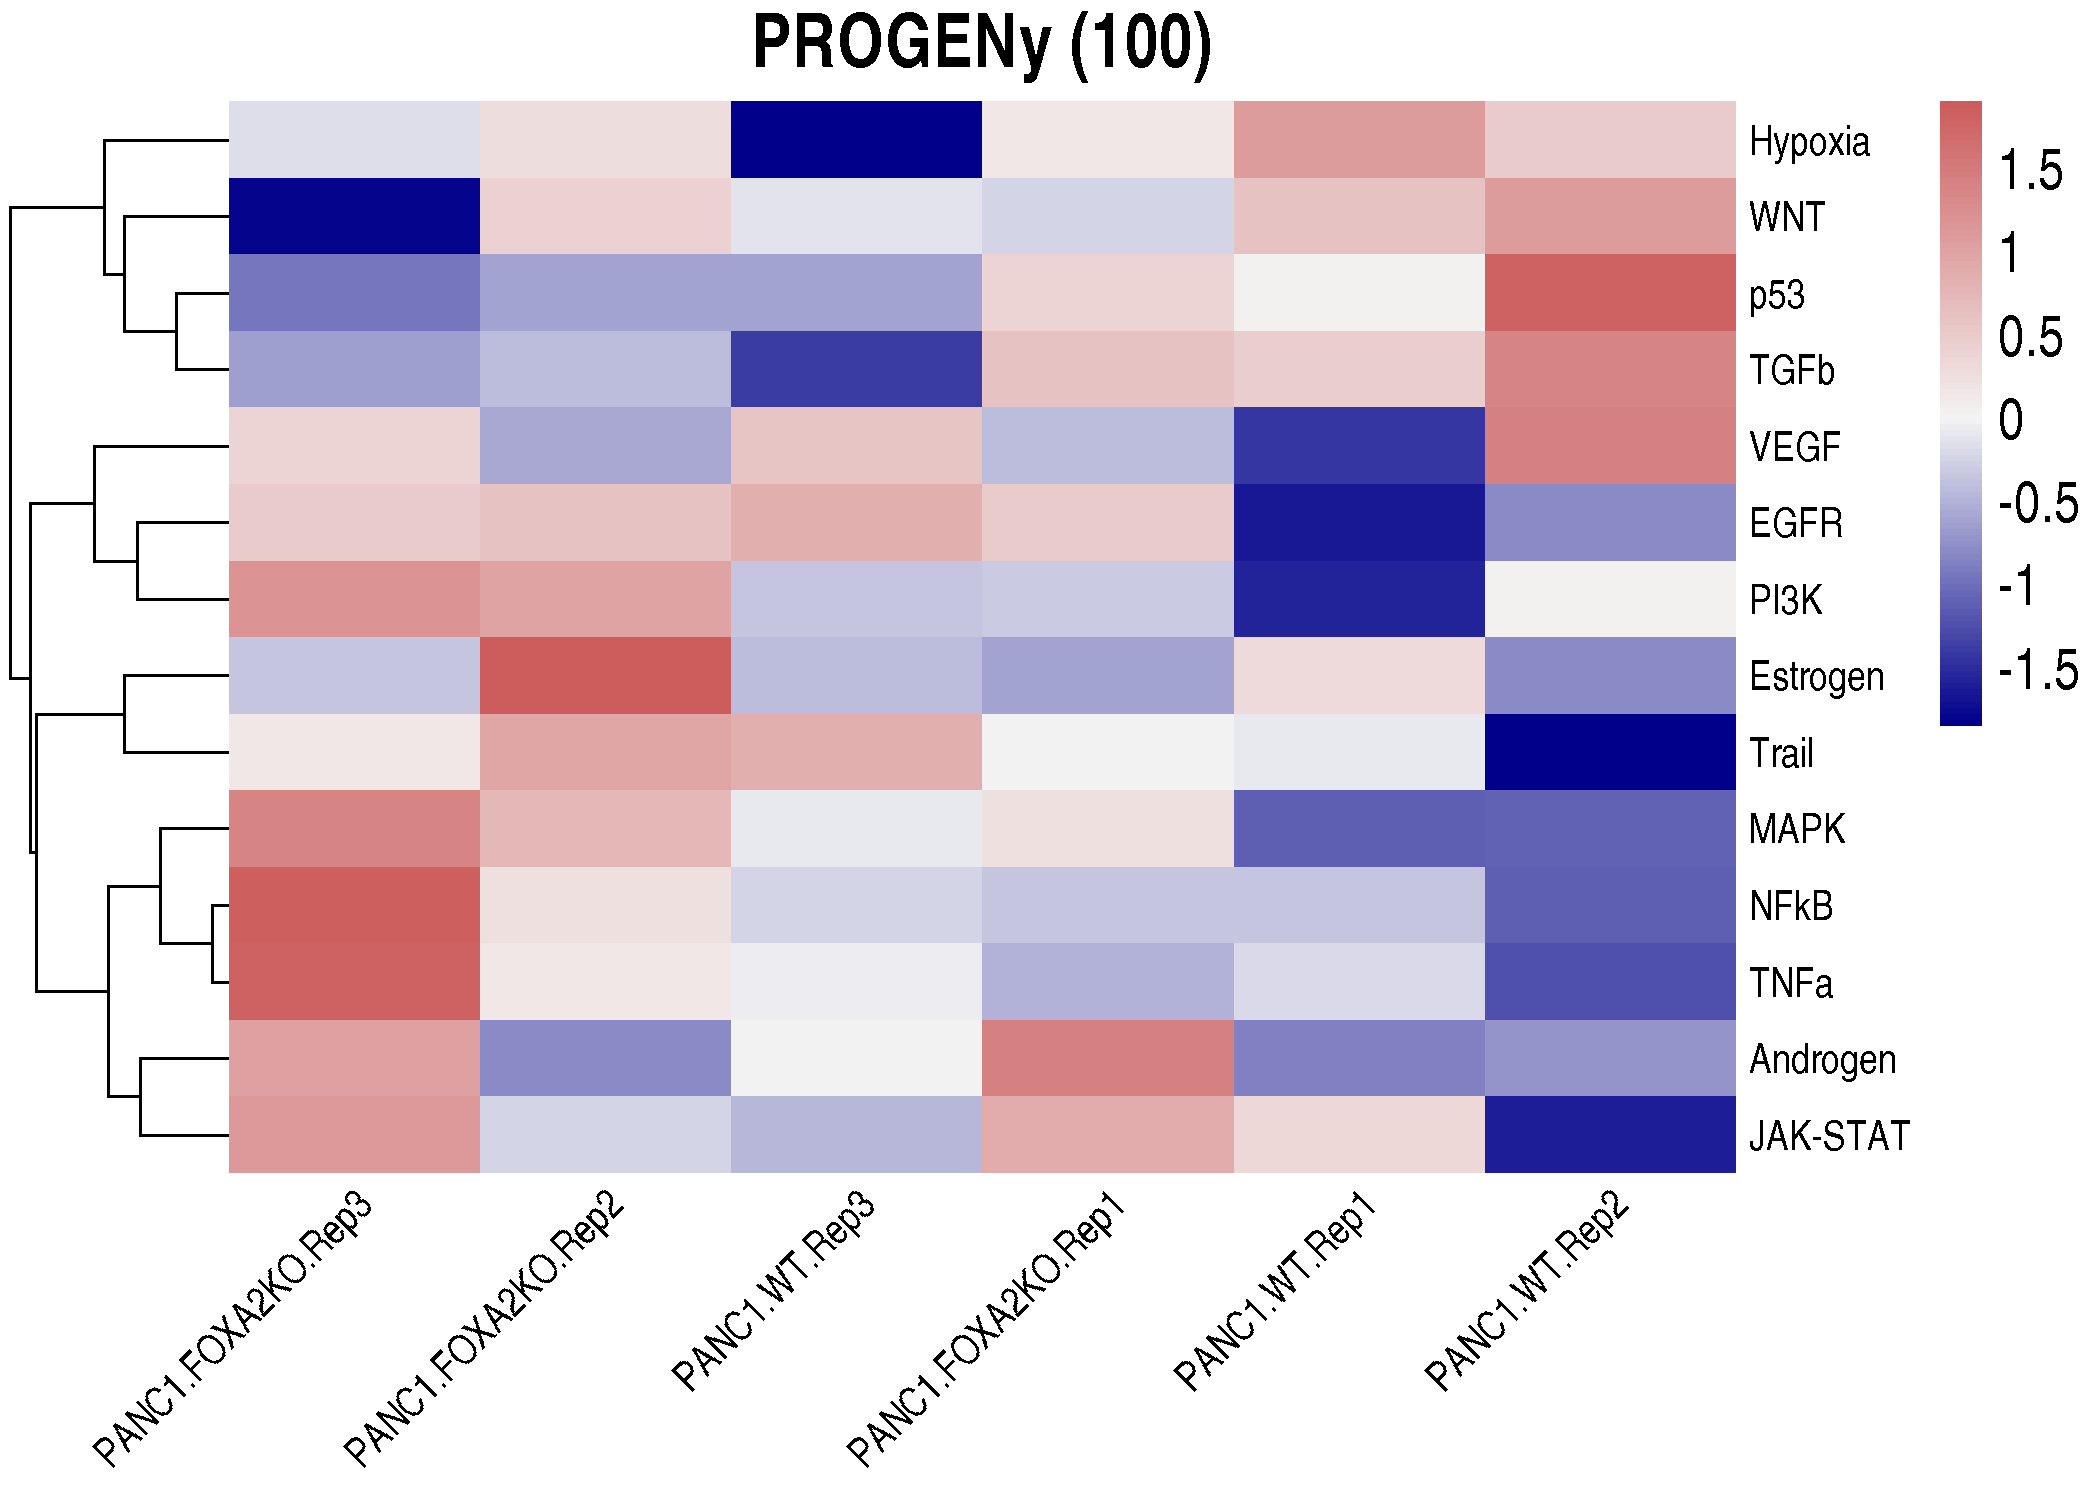 PROGENy (100)
Hypoxia
WNT
p53
TGFb
VEGF
EGFR
PI3K
Estrogen
Trail
MAPK
NFkB
TNFa
Androgen
JAK-STAT
1.5
1
0.5
0
-0.5
-1
-1.5
PANC1.FOXA2KO.Rep3
PANC1.FOXA2KO.Rep2
PANC1.WT.Rep3
PANC1.FOXA2KO.Rep1
PANC1.WT.Rep1
PANC1.WT.Rep2